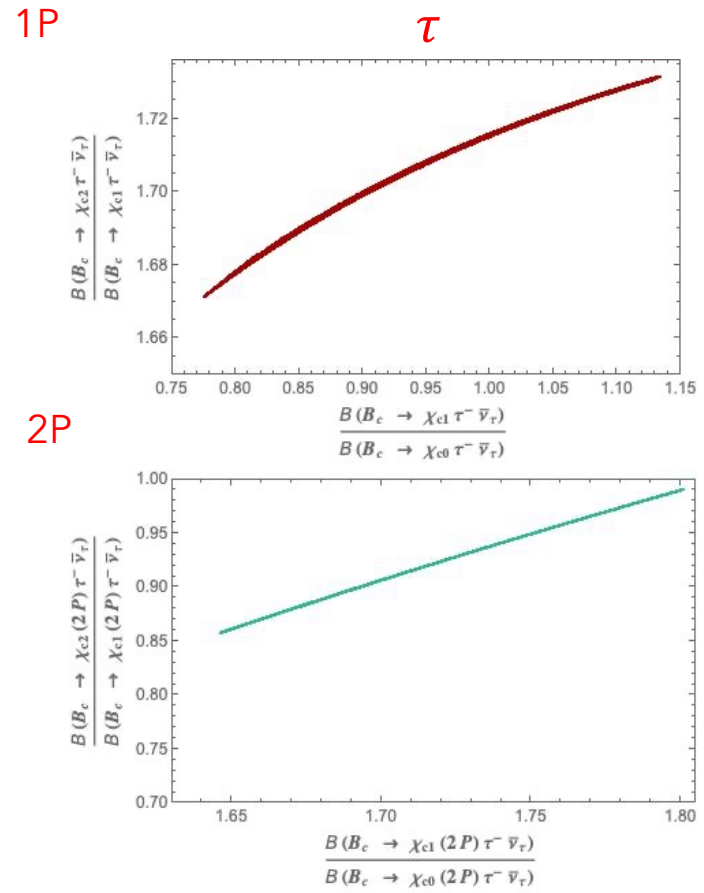 1P
τ
B(B_c → χ_c2 τ⁻ ν̅_τ)
B(B_c → χ_c1 τ⁻ ν̅_τ)
1.72
1.70
1.68
1.66
0.75 0.80 0.85 0.90 0.95 1.00 1.05 1.10 1.15
B(B_c → χ_c1 τ⁻ ν̅_τ)
B(B_c → χ_c0 τ⁻ ν̅_τ)
2P
B(B_c → χ_c2(2P) τ⁻ ν̅_τ)
B(B_c → χ_c1(2P) τ⁻ ν̅_τ)
1.00
0.95
0.90
0.85
0.80
0.75
0.70
1.65 1.70 1.75 1.80
B(B_c → χ_c1(2P) τ⁻ ν̅_τ)
B(B_c → χ_c0(2P) τ⁻ ν̅_τ)